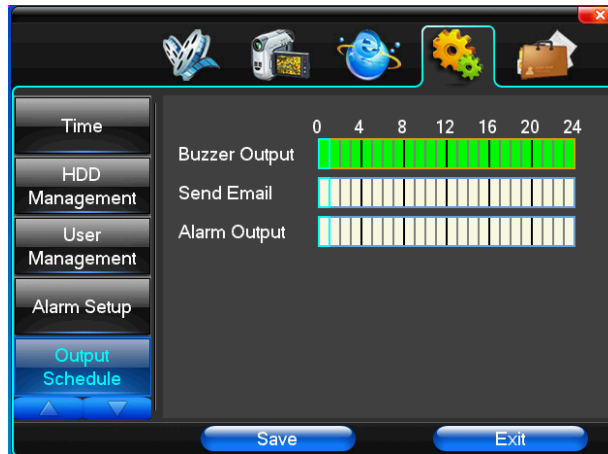 Time
HDD
Management
User
Management
Alarm Setup
Output
Schedule
0 4 8 12 16 20 24
Buzzer Output
Send Email
Alarm Output
Save
Exit